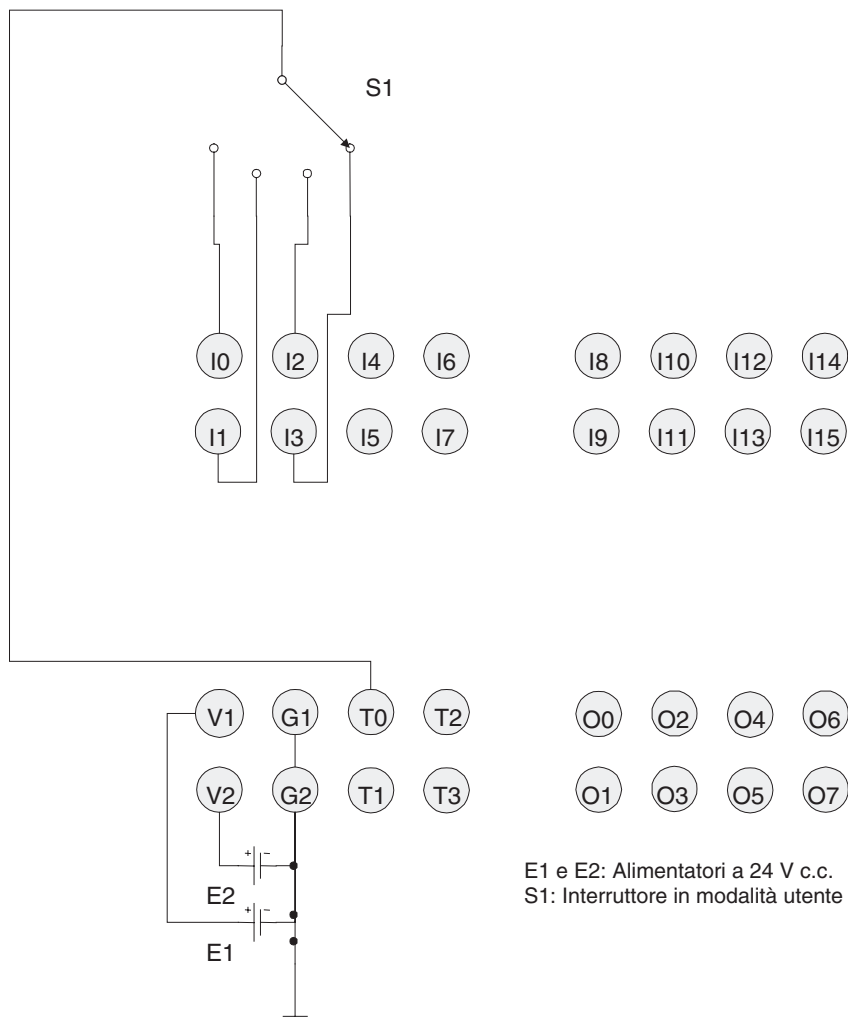 S1
I0 I2 I4 I6 I8 I10 I12 I14
I1 I3 I5 I7 I9 I11 I13 I15
V1 G1 T0 T2 O0 O2 O4 O6
V2 G2 T1 T3 O1 O3 O5 O7
+ -
E2
+ -
E1
E1 e E2: Alimentatori a 24 V c.c.
S1: Interruttore in modalità utente